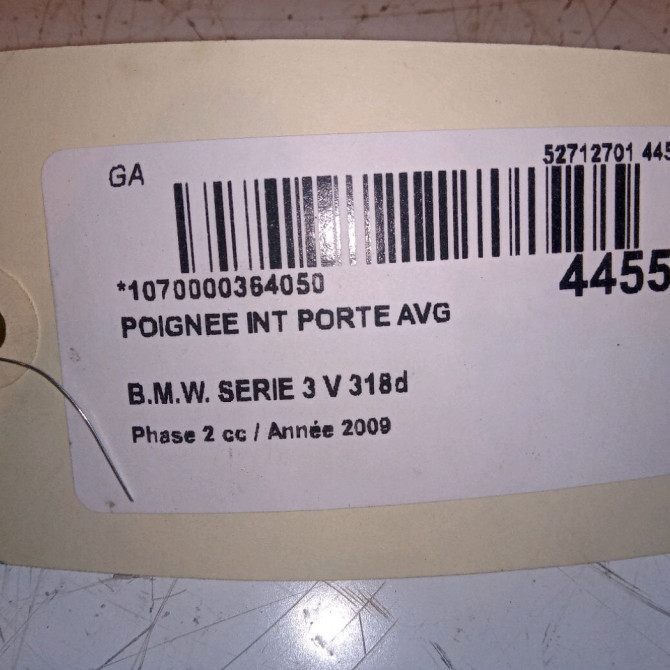 GA
52712701 445
*1070000364050
4455
POIGNEE INT PORTE AVG
B.M.W. SERIE 3 V 318d
Phase 2 cc / Année 2009